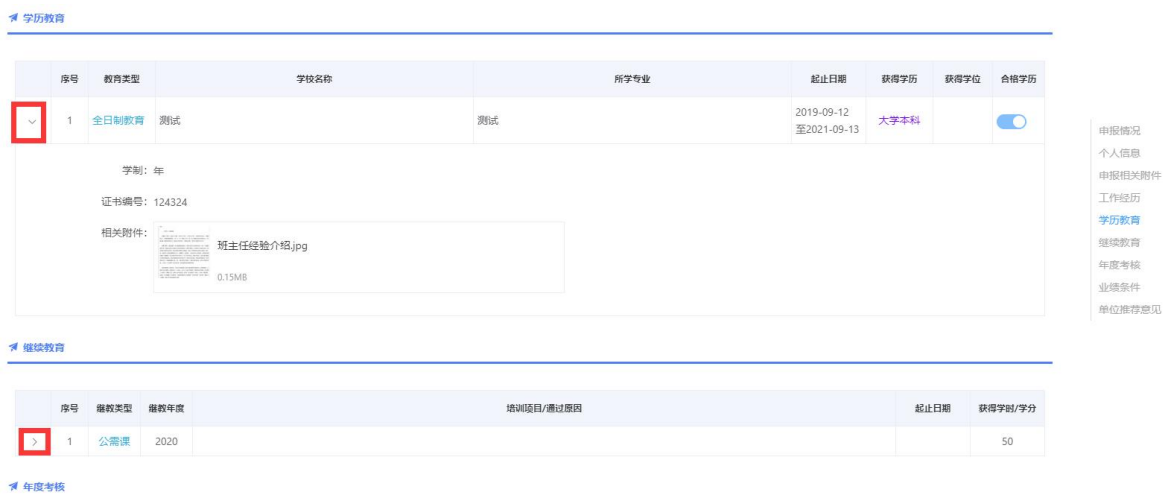 学历教育
序号 教育类型 学校名称 所学专业 起止日期 获得学历 获得学位 合格学历
1 全日制教育 测试 测试 2019-09-12 至2021-09-13 大学本科
学制: 年
证书编号: 124324
相关附件:
班主任经验介绍.jpg
0.15MB
继续教育
序号 继教类型 继教年度 培训项目/通过原因 起止日期 获得学时/学分
1 公需课 2020 50
年度考核
申报情况
个人信息
申报相关附件
工作经历
学历教育
继续教育
年度考核
业绩条件
单位推荐意见